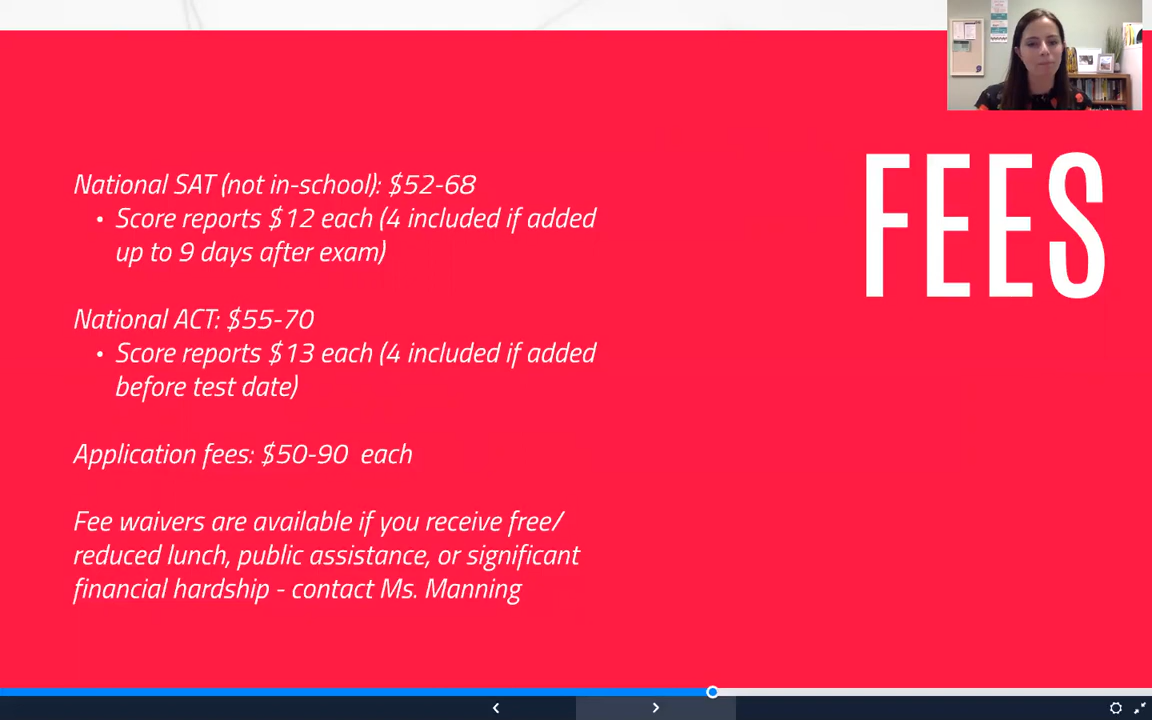 FEES
National SAT (not in-school): $52-68
• Score reports $12 each (4 included if added
up to 9 days after exam)
National ACT: $55-70
• Score reports $13 each (4 included if added
before test date)
Application fees: $50-90 each
Fee waivers are available if you receive free/
reduced lunch, public assistance, or significant
financial hardship - contact Ms. Manning